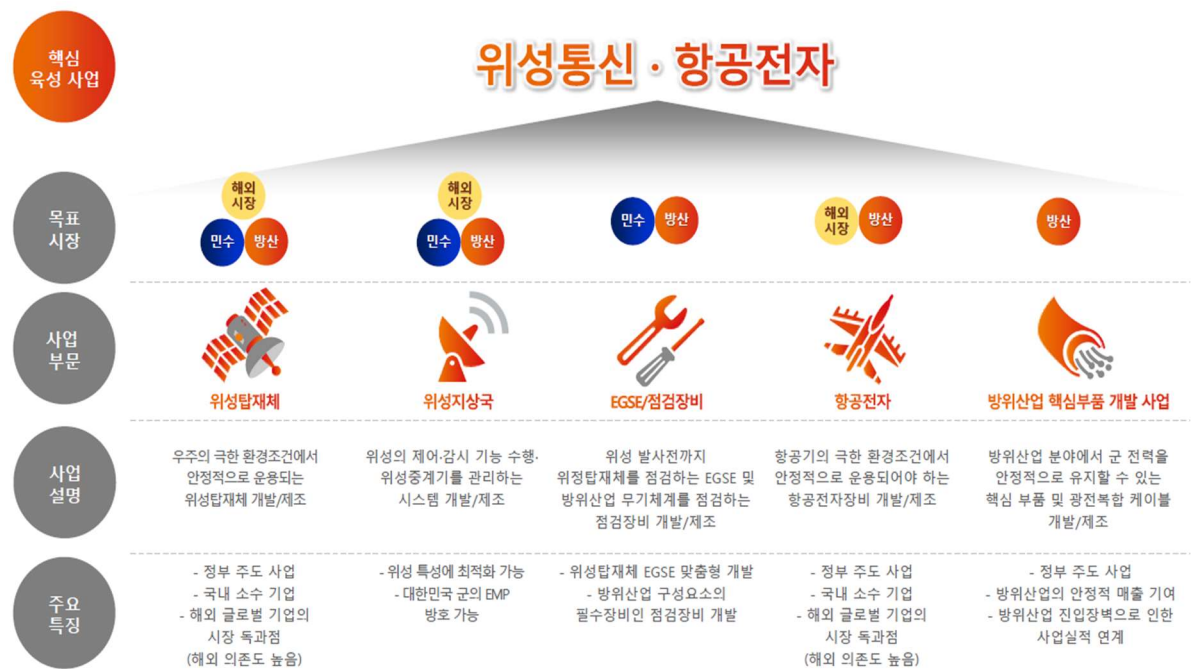 핵심
육성 사업
위성통신 · 항공전자
목표
시장
해외
시장
민수
방산
해외
시장
민수
방산
민수
방산
해외
시장
방산
방산
사업
부문
위성탑재체
위성지상국
EGSE/점검장비
항공전자
방위산업 핵심부품 개발 사업
사업
설명
우주의 극한 환경조건에서
안정적으로 운용되는
위성탑재체 개발/제조
위성의 제어·감시 기능 수행·
위성중계기를 관리하는
시스템 개발/제조
위성 발사전까지
위정탑재체를 점검하는 EGSE 및
방위산업 무기체계를 점검하는
점검장비 개발/제조
항공기의 극한 환경조건에서
안정적으로 운용되어야 하는
항공전자장비 개발/제조
방위산업 분야에서 군 전력을
안정적으로 유지할 수 있는
핵심 부품 및 광전복합 케이블
개발/제조
주요
특징
- 정부 주도 사업
- 국내 소수 기업
- 해외 글로벌 기업의
시장 독과점
(해외 의존도 높음)
- 위성 특성에 최적화 가능
- 대한민국 군의 EMP
방호 가능
- 위성탑재체 EGSE 맞춤형 개발
- 방위산업 구성요소의
필수장비인 점검장비 개발
- 정부 주도 사업
- 국내 소수 기업
- 해외 글로벌 기업의
시장 독과점
(해외 의존도 높음)
- 정부 주도 사업
- 방위산업의 안정적 매출 기여
- 방위산업 진입장벽으로 인한
사업실적 연계